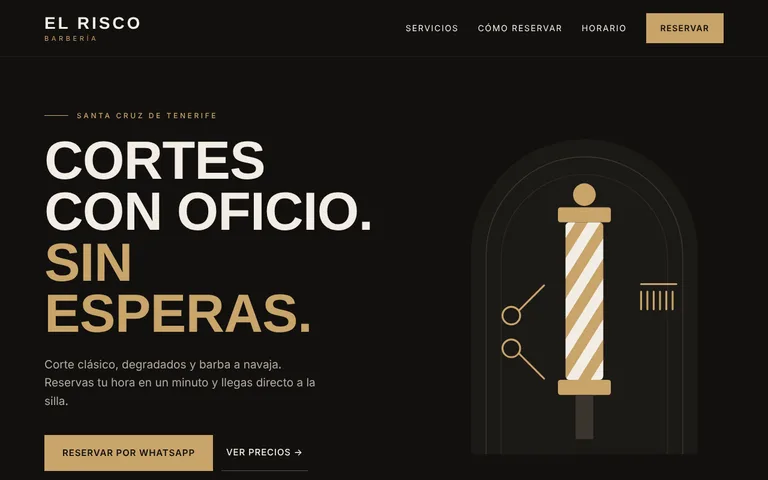 EL RISCO
BARBERÍA
SERVICIOS
CÓMO RESERVAR
HORARIO
RESERVAR
SANTA CRUZ DE TENERIFE
CORTES
CON OFICIO.
SIN
ESPERAS.
Corte clásico, degradados y barba a navaja.
Reservas tu hora en un minuto y llegas directo a la
silla.
RESERVAR POR WHATSAPP
VER PRECIOS →